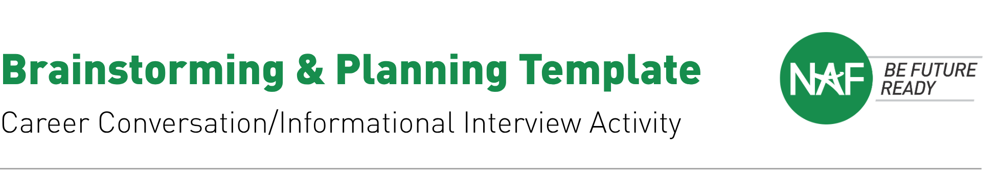 Brainstorming & Planning Template
Career Conversation/Informational Interview Activity
NAF
BE FUTURE
READY